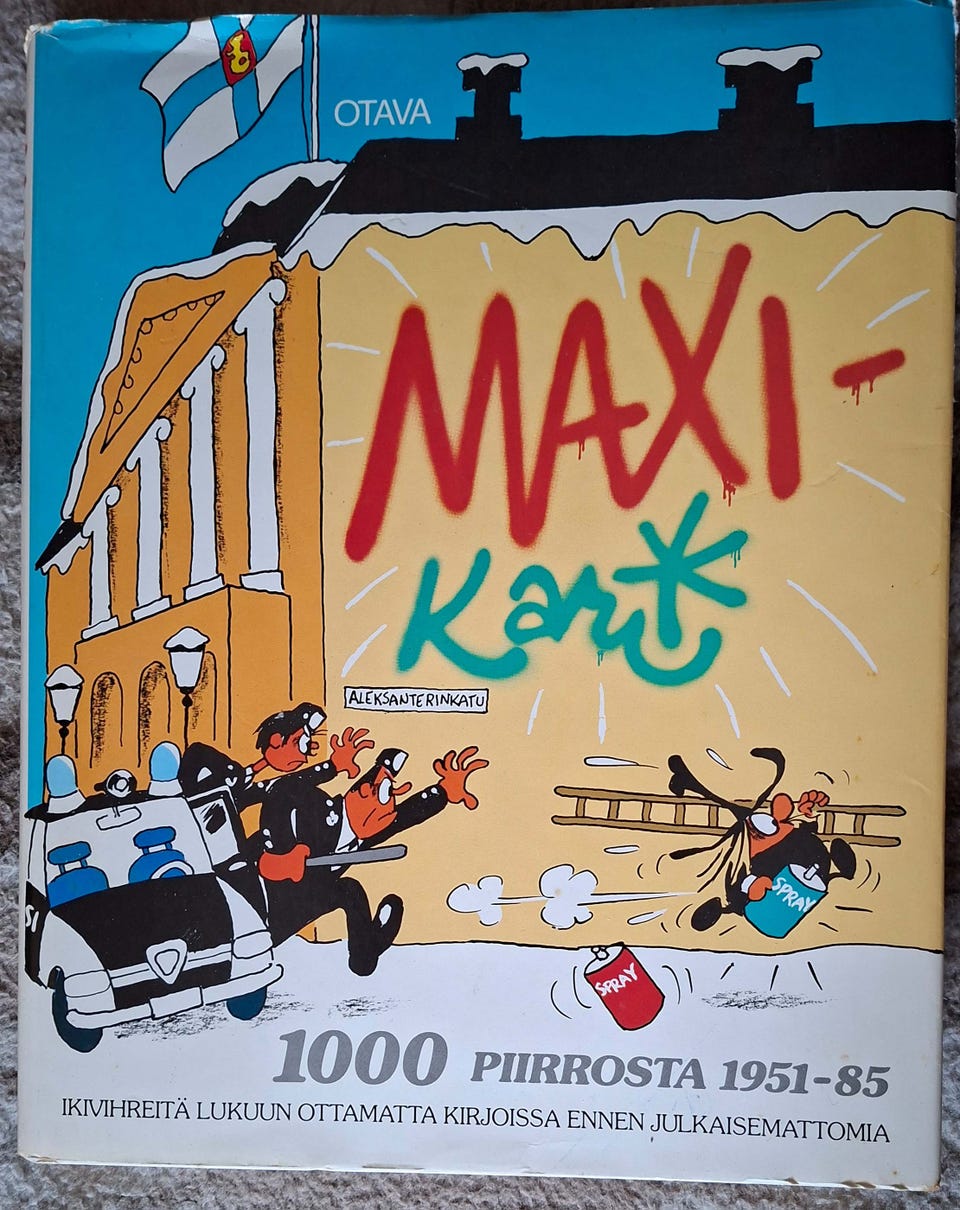 OTAVA
MAXI-
Kari
ALEKSANTERINKATU
SPRAY
SPRAY
1000 PIIRROSTA 1951-85
IKIVIHREITÄ LUKUUN OTTAMATTA KIRJOISSA ENNEN JULKAISEMATTOMIA